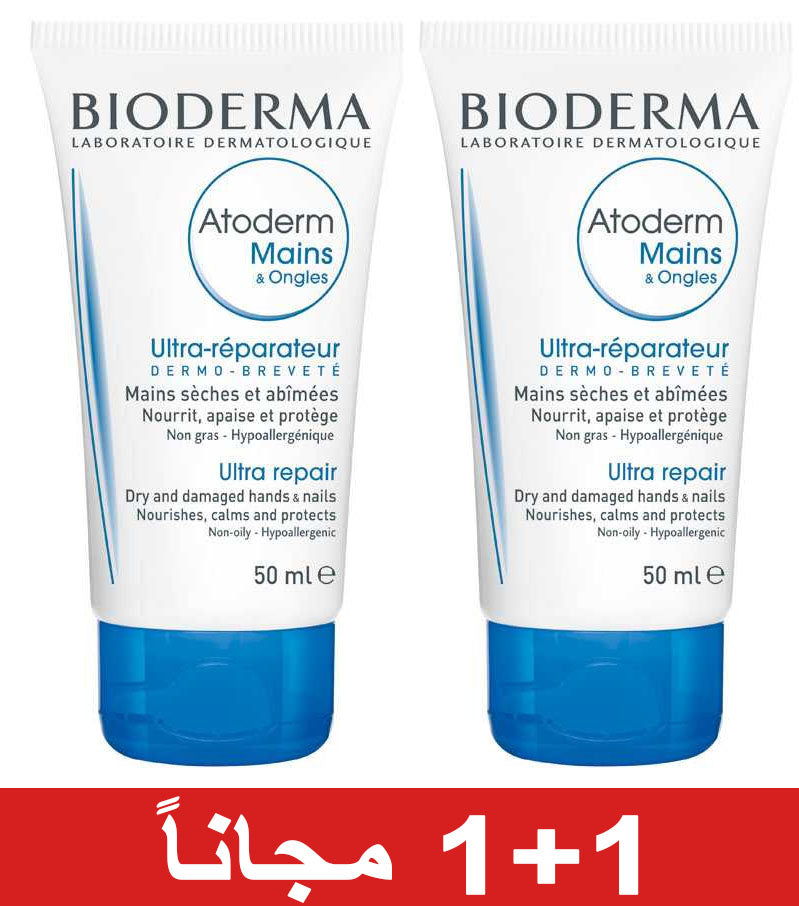 BIODERMA
LABORATOIRE DERMATOLOGIQUE
Atoderm
Mains
& Ongles
Ultra-réparateur
DERMO-BREVETÉ
Mains sèches et abîmées
Nourrit, apaise et protège
Non gras - Hypoallergénique
Ultra repair
Dry and damaged hands & nails
Nourishes, calms and protects
Non-oily - Hypoallergenic
50 ml e
BIODERMA
LABORATOIRE DERMATOLOGIQUE
Atoderm
Mains
& Ongles
Ultra-réparateur
DERMO-BREVETÉ
Mains sèches et abîmées
Nourrit, apaise et protège
Non gras - Hypoallergénique
Ultra repair
Dry and damaged hands & nails
Nourishes, calms and protects
Non-oily - Hypoallergenic
50 ml e
1+1 مجاناً